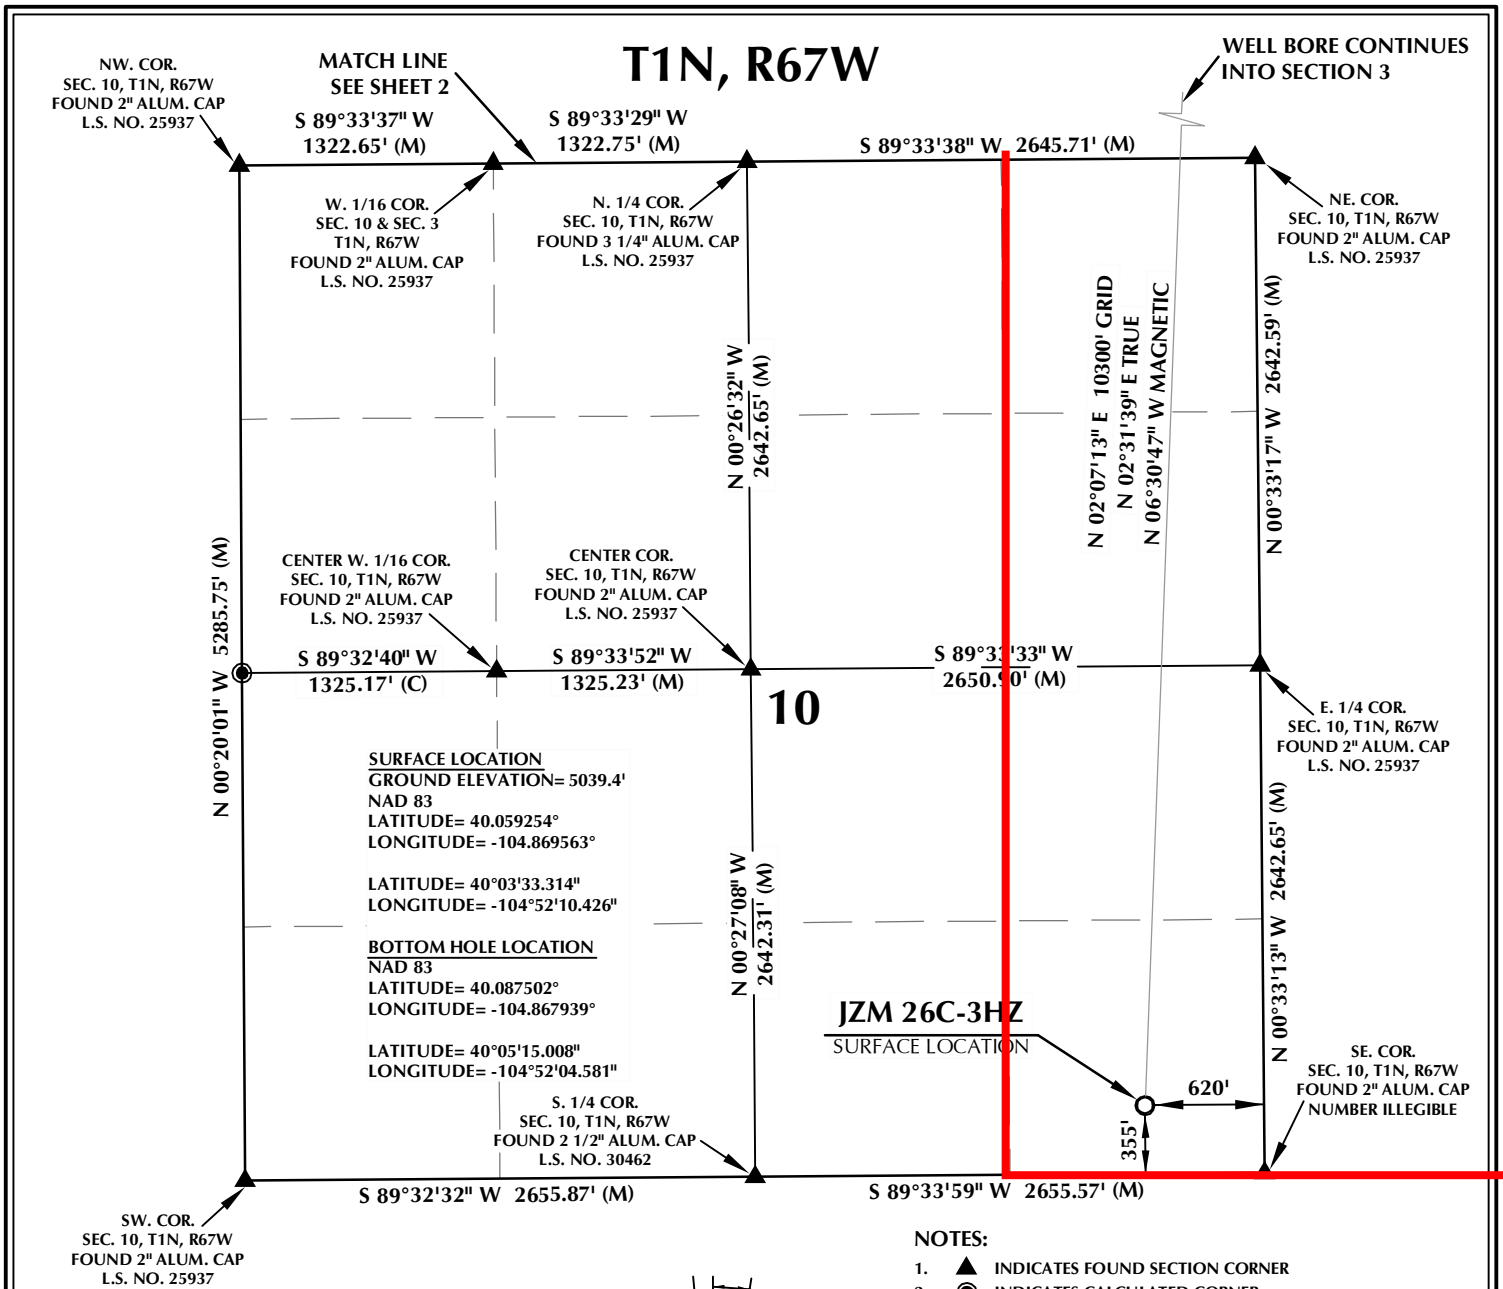 T1N, R67W
NW. COR.
SEC. 10, T1N, R67W
FOUND 2" ALUM. CAP
L.S. NO. 25937
MATCH LINE
SEE SHEET 2
WELL BORE CONTINUES
INTO SECTION 3
S 89°33'37" W
1322.65' (M)
S 89°33'29" W
1322.75' (M)
S 89°33'38" W 2645.71' (M)
W. 1/16 COR.
SEC. 10 & SEC. 3
T1N, R67W
FOUND 2" ALUM. CAP
L.S. NO. 25937
N. 1/4 COR.
SEC. 10, T1N, R67W
FOUND 3 1/4" ALUM. CAP
L.S. NO. 25937
NE. COR.
SEC. 10, T1N, R67W
FOUND 2" ALUM. CAP
L.S. NO. 25937
N 00°26'32" W
2642.65' (M)
N 02°07'13" E 10300' GRID
N 02°31'39" E TRUE
N 06°30'47" W MAGNETIC
N 00°33'17" W 2642.59' (M)
N 00°20'01" W 5285.75' (M)
CENTER W. 1/16 COR.
SEC. 10, T1N, R67W
FOUND 2" ALUM. CAP
L.S. NO. 25937
CENTER COR.
SEC. 10, T1N, R67W
FOUND 2" ALUM. CAP
L.S. NO. 25937
S 89°32'40" W
1325.17' (C)
S 89°33'52" W
1325.23' (M)
S 89°33'33" W
2650.90' (M)
10
E. 1/4 COR.
SEC. 10, T1N, R67W
FOUND 2" ALUM. CAP
L.S. NO. 25937
SURFACE LOCATION
GROUND ELEVATION= 5039.4'
NAD 83
LATITUDE= 40.059254°
LONGITUDE= -104.869563°
LATITUDE= 40°03'33.314"
LONGITUDE= -104°52'10.426"
BOTTOM HOLE LOCATION
NAD 83
LATITUDE= 40.087502°
LONGITUDE= -104.867939°
LATITUDE= 40°05'15.008"
LONGITUDE= -104°52'04.581"
N 00°27'08" W
2642.31' (M)
N 00°33'13" W 2642.65' (M)
JZM 26C-3HZ
SURFACE LOCATION
620'
355'
SE. COR.
SEC. 10, T1N, R67W
FOUND 2" ALUM. CAP
NUMBER ILLEGIBLE
S. 1/4 COR.
SEC. 10, T1N, R67W
FOUND 2 1/2" ALUM. CAP
L.S. NO. 30462
S 89°32'32" W 2655.87' (M)
S 89°33'59" W 2655.57' (M)
SW. COR.
SEC. 10, T1N, R67W
FOUND 2" ALUM. CAP
L.S. NO. 25937
NOTES:
1. INDICATES FOUND SECTION CORNER
INDICATES CALCULATED CORNER